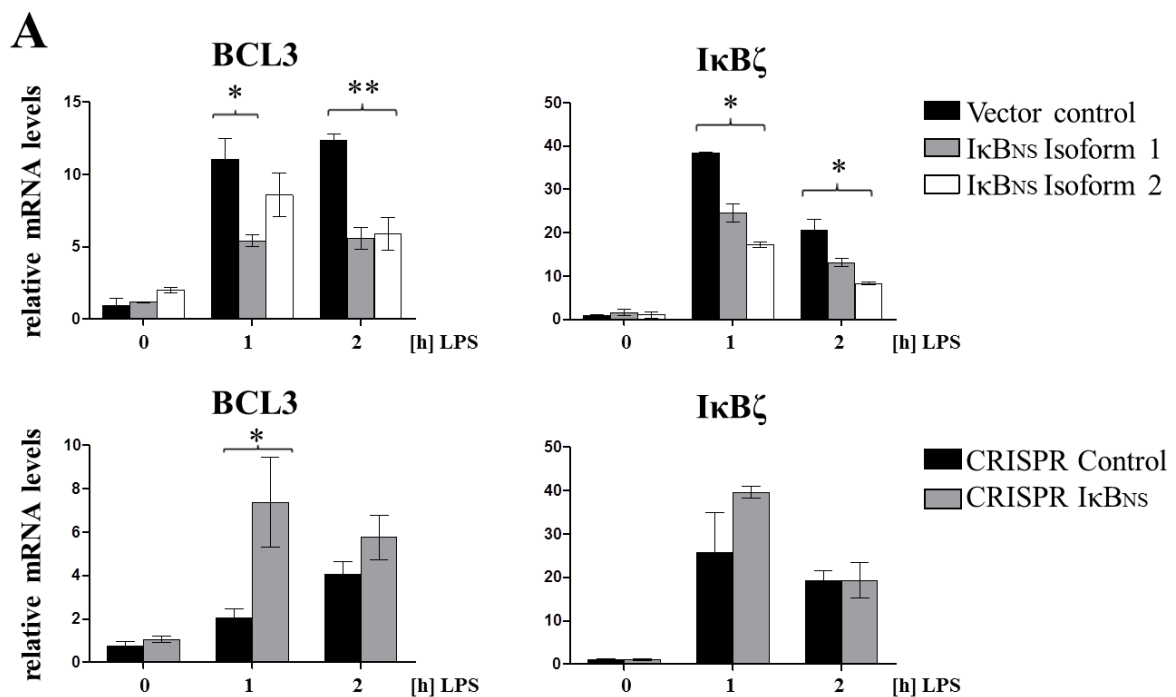 A
BCL3
relative mRNA levels
15
10
5
0
*
**
0 1 2 [h] LPS
IκBζ
50
40
30
20
10
0
*
*
0 1 2 [h] LPS
Vector control
IκBNS Isoform 1
IκBNS Isoform 2
BCL3
relative mRNA levels
10
8
6
4
2
0
*
0 1 2 [h] LPS
IκBζ
50
40
30
20
10
0
0 1 2 [h] LPS
CRISPR Control
CRISPR IκBNS